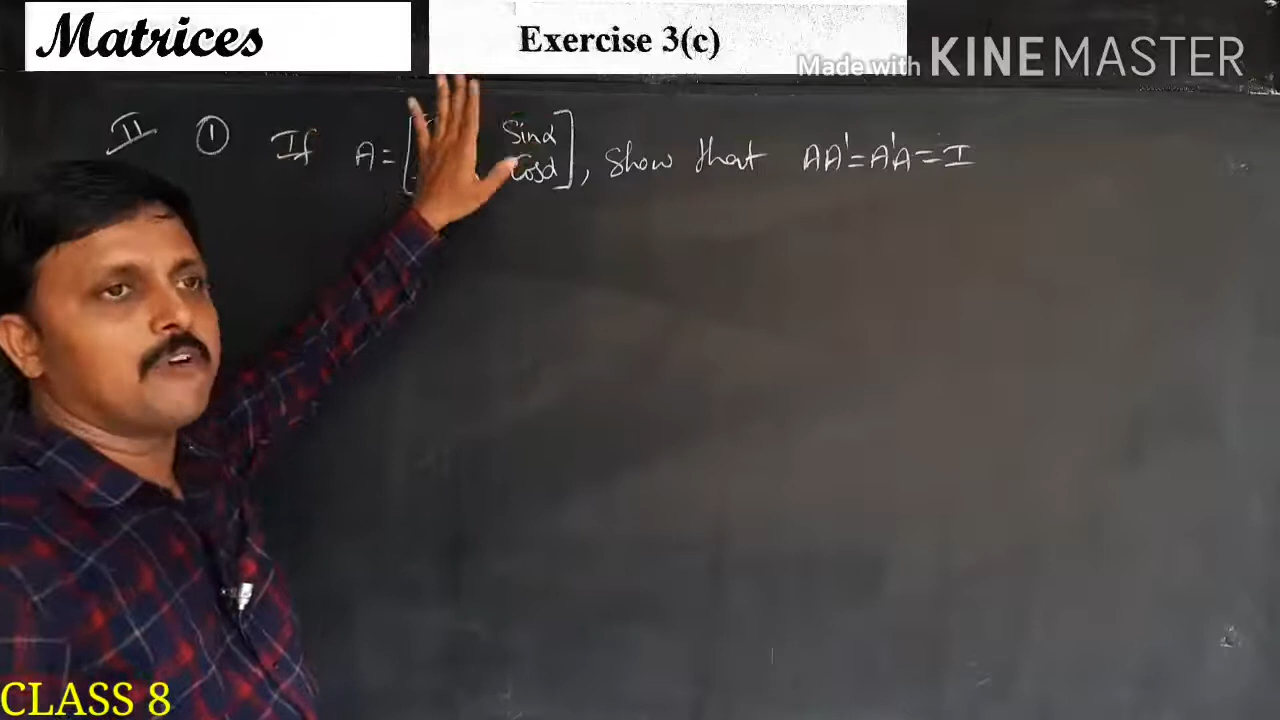 Matrices
Exercise 3(c)
Made with KINEMASTER
II ① If A = [ Sinα
Cosα ], Show that AA' = A'A = I
CLASS 8